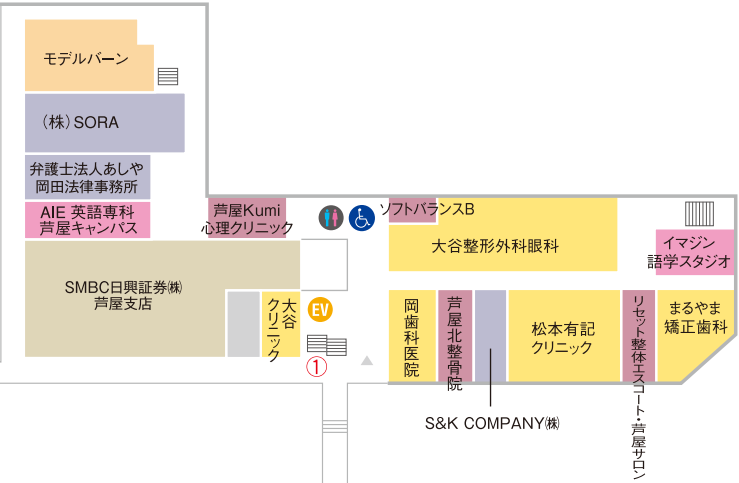 モデルバーン
（株）SORA
弁護士法人あしや
岡田法律事務所
AIE 英語専科
芦屋キャンパス
芦屋Kumi
心理クリニック
ソフトバランスB
大谷整形外科眼科
イマジン
語学スタジオ
SMBC日興証券㈱
芦屋支店
大谷
クリニック
EV
①
岡歯科医院
芦屋北整骨院
S&K COMPANY㈱
松本有記
クリニック
リセット整体エスコート・芦屋サロン
まるやま
矯正歯科